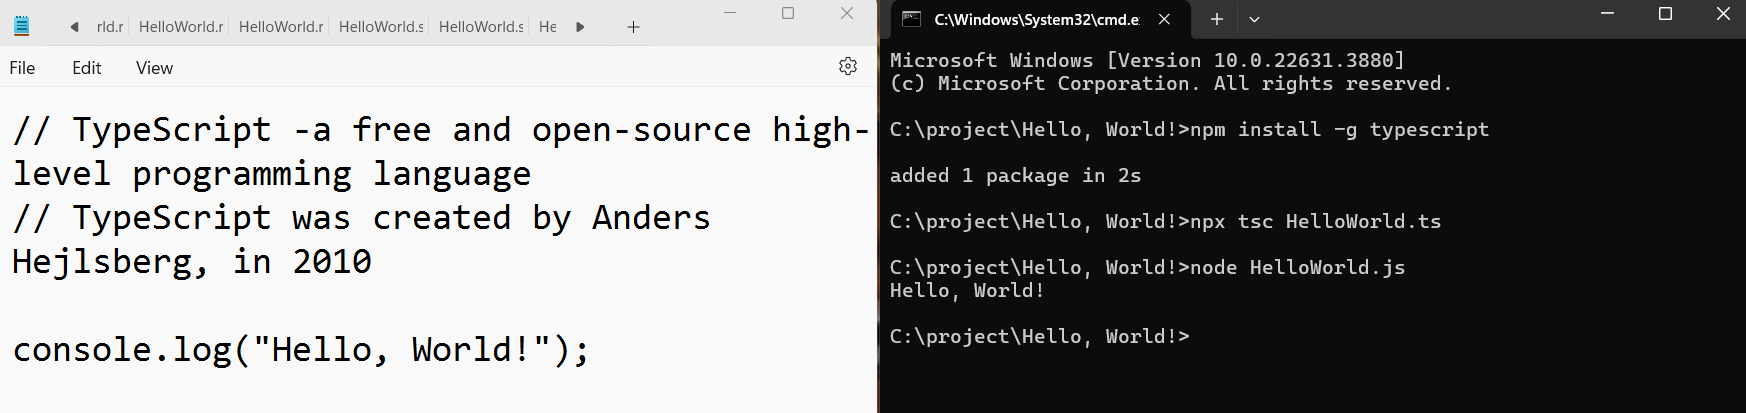 rld.r HelloWorld.r HelloWorld.r HelloWorld.s HelloWorld.s He
File Edit View
// TypeScript -a free and open-source high-
level programming language
// TypeScript was created by Anders
Hejlsberg, in 2010
console.log("Hello, World!");
C:\Windows\System32\cmd.e
Microsoft Windows [Version 10.0.22631.3880]
(c) Microsoft Corporation. All rights reserved.
C:\project\Hello, World!>npm install -g typescript
added 1 package in 2s
C:\project\Hello, World!>npx tsc HelloWorld.ts
C:\project\Hello, World!>node HelloWorld.js
Hello, World!
C:\project\Hello, World!>